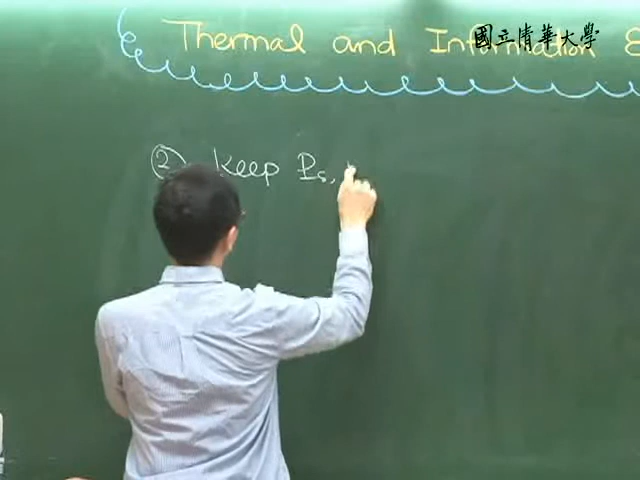 Thermal and Information E
國立清華大學
② Keep Ps,